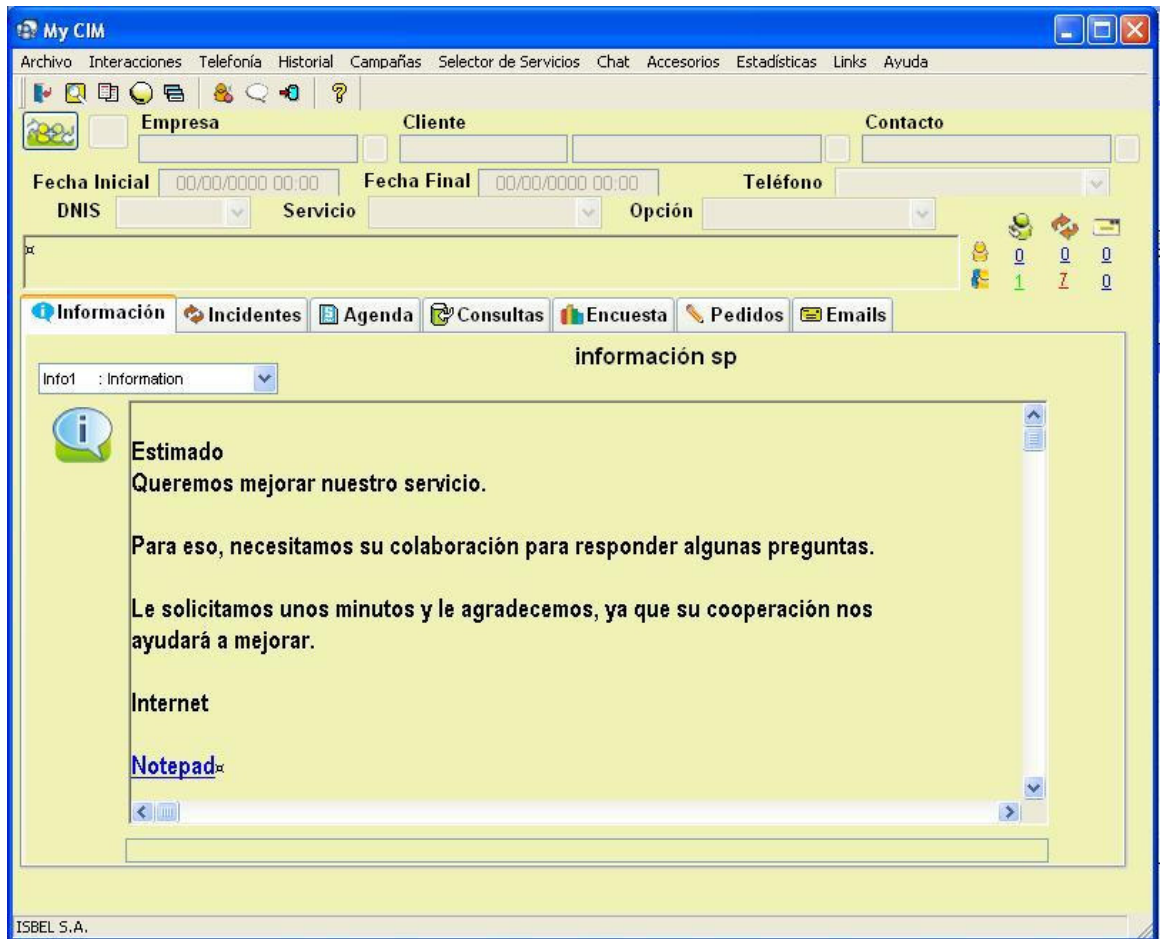 My CIM
Archivo Interacciones Telefonía Historial Campañas Selector de Servicios Chat Accesorios Estadísticas Links Ayuda
Empresa Cliente Contacto
Fecha Inicial 00/00/0000 00:00 Fecha Final 00/00/0000 00:00 Teléfono
DNIS Servicio Opción
¤
0 0 0
1 7 0
Información Incidentes Agenda Consultas Encuesta Pedidos Emails
información sp
Info1 : Information
Estimado
Queremos mejorar nuestro servicio.
Para eso, necesitamos su colaboración para responder algunas preguntas.
Le solicitamos unos minutos y le agradecemos, ya que su cooperación nos
ayudará a mejorar.
Internet
Notepad¤
ISBEL S.A.